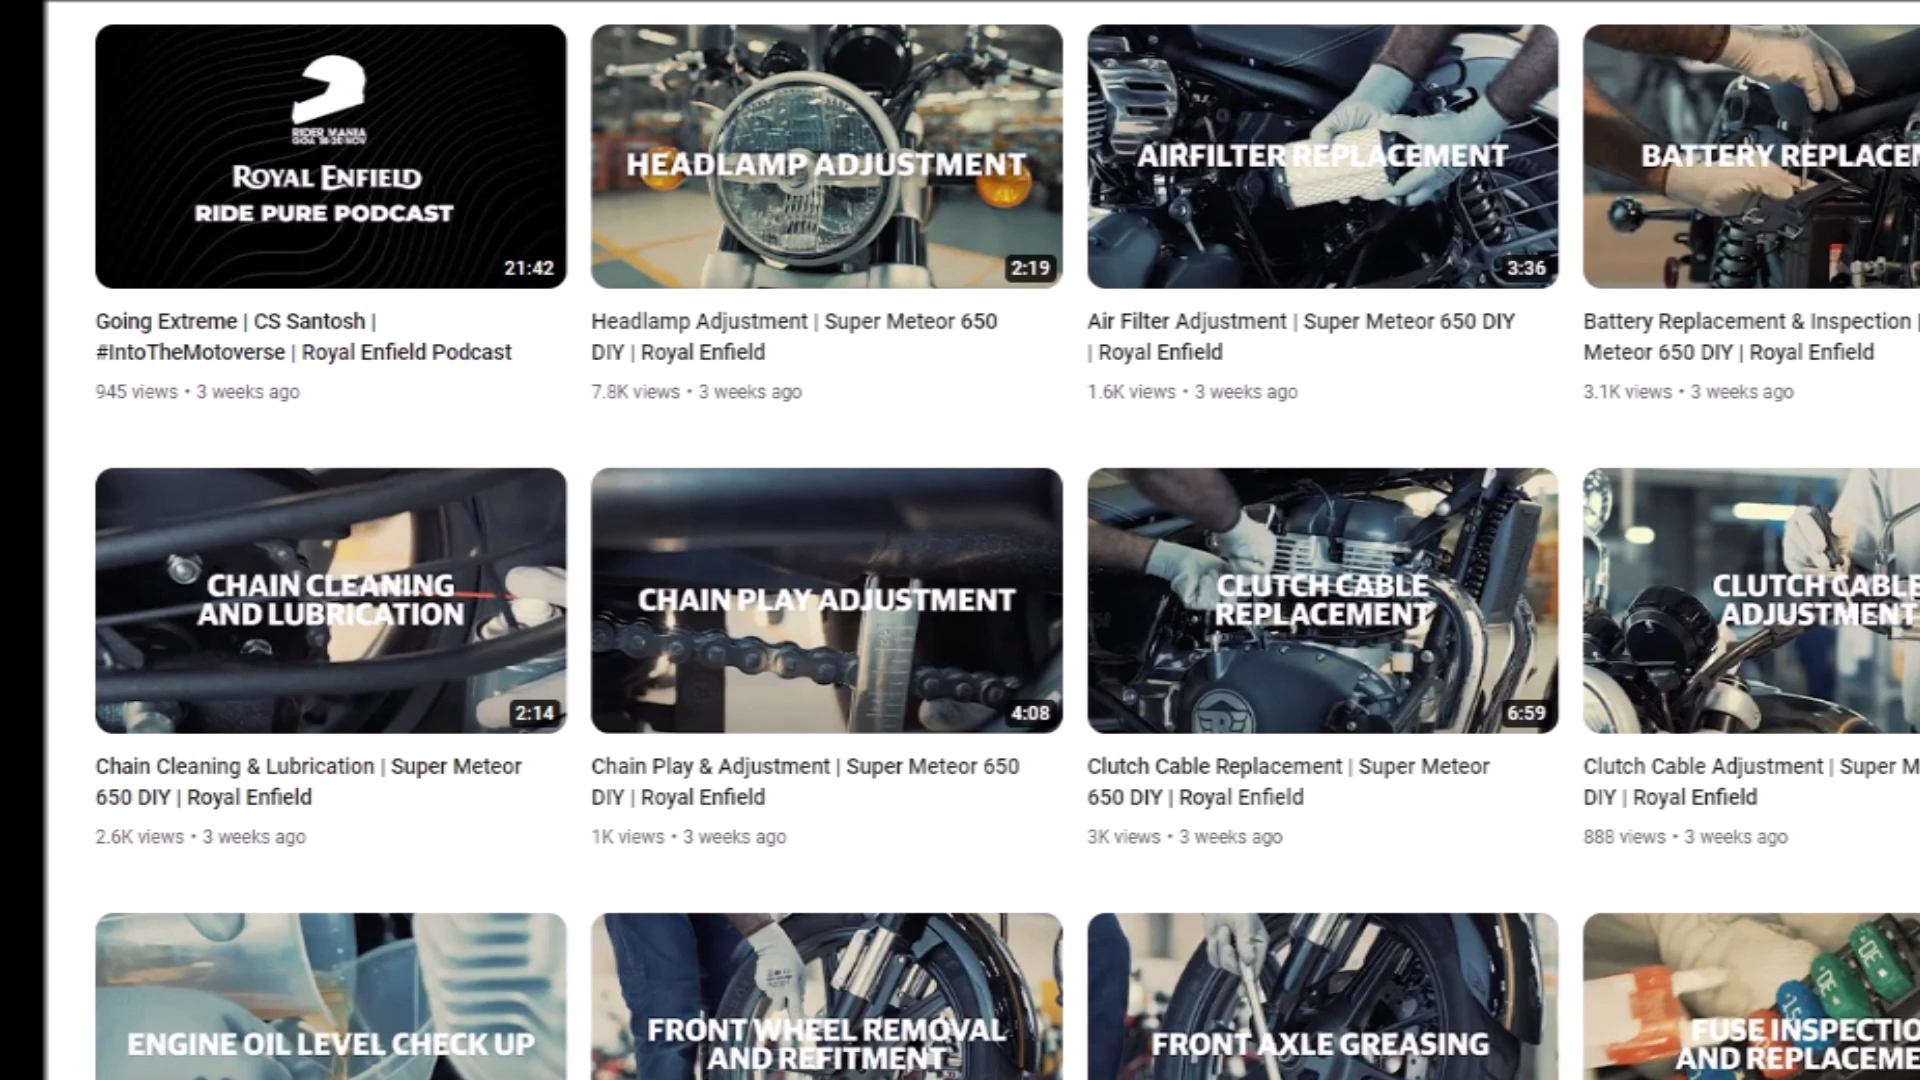 RIDER MANIA
GOA 18-20 NOV
ROYAL ENFIELD
RIDE PURE PODCAST
21:42
HEADLAMP ADJUSTMENT
2:19
AIRFILTER REPLACEMENT
3:36
BATTERY REPLACEM
Going Extreme | CS Santosh |
#IntoTheMotoverse | Royal Enfield Podcast
945 views • 3 weeks ago
Headlamp Adjustment | Super Meteor 650
DIY | Royal Enfield
7.8K views • 3 weeks ago
Air Filter Adjustment | Super Meteor 650 DIY
| Royal Enfield
1.6K views • 3 weeks ago
Battery Replacement & Inspection |
Meteor 650 DIY | Royal Enfield
3.1K views • 3 weeks ago
CHAIN CLEANING
AND LUBRICATION
2:14
CHAIN PLAY ADJUSTMENT
4:08
CLUTCH CABLE
REPLACEMENT
6:59
CLUTCH CABLE
ADJUSTMENT
Chain Cleaning & Lubrication | Super Meteor
650 DIY | Royal Enfield
2.6K views • 3 weeks ago
Chain Play & Adjustment | Super Meteor 650
DIY | Royal Enfield
1K views • 3 weeks ago
Clutch Cable Replacement | Super Meteor
650 DIY | Royal Enfield
3K views • 3 weeks ago
Clutch Cable Adjustment | Super M
DIY | Royal Enfield
888 views • 3 weeks ago
ENGINE OIL LEVEL CHECK UP
FRONT WHEEL REMOVAL
AND REFITMENT
FRONT AXLE GREASING
FUSE INSPECTIO
AND REPLACEME